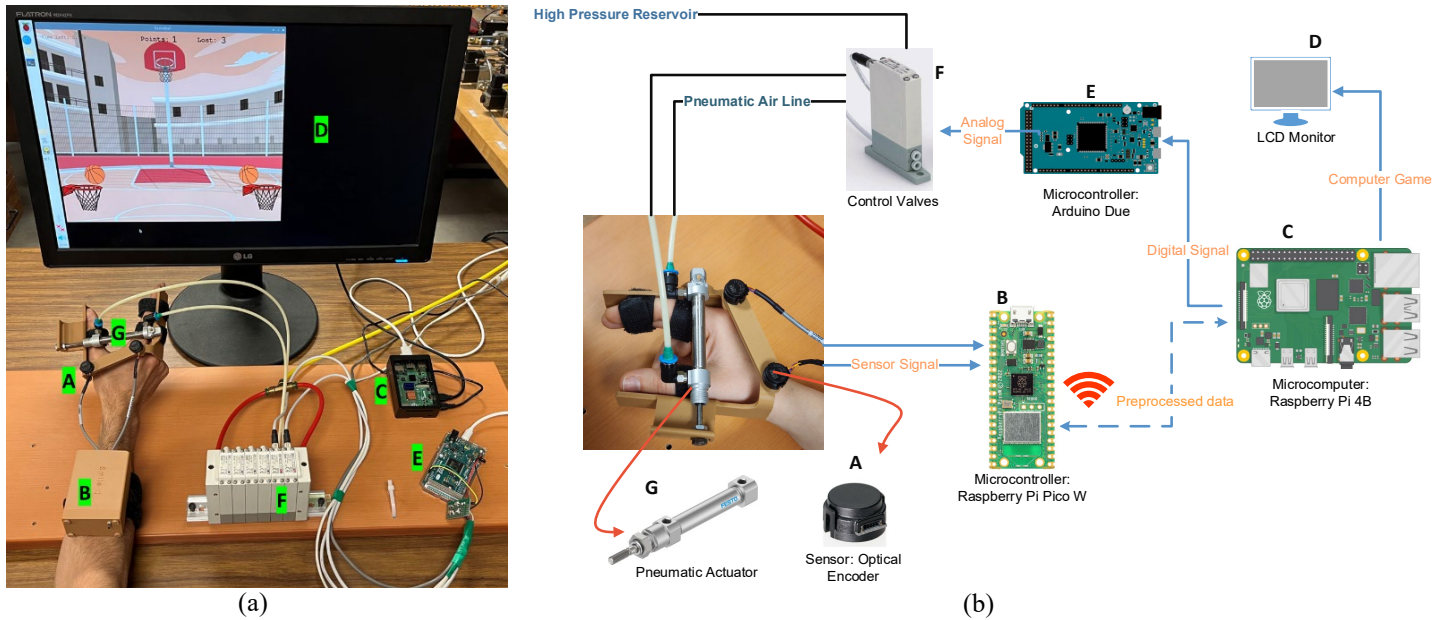 FLATRON
Points: 1 Lost: 3
D
LG
G
A
C
B
E
F
(a)
High Pressure Reservoir
Pneumatic Air Line
F
Control Valves
Analog
Signal
E
Microcontroller:
Arduino Due
D
LCD Monitor
Computer Game
Digital Signal
C
Microcomputer:
Raspberry Pi 4B
B
Sensor Signal
Preprocessed data
Microcontroller:
Raspberry Pi Pico W
G
FESTO
Pneumatic Actuator
A
Sensor: Optical
Encoder
(b)